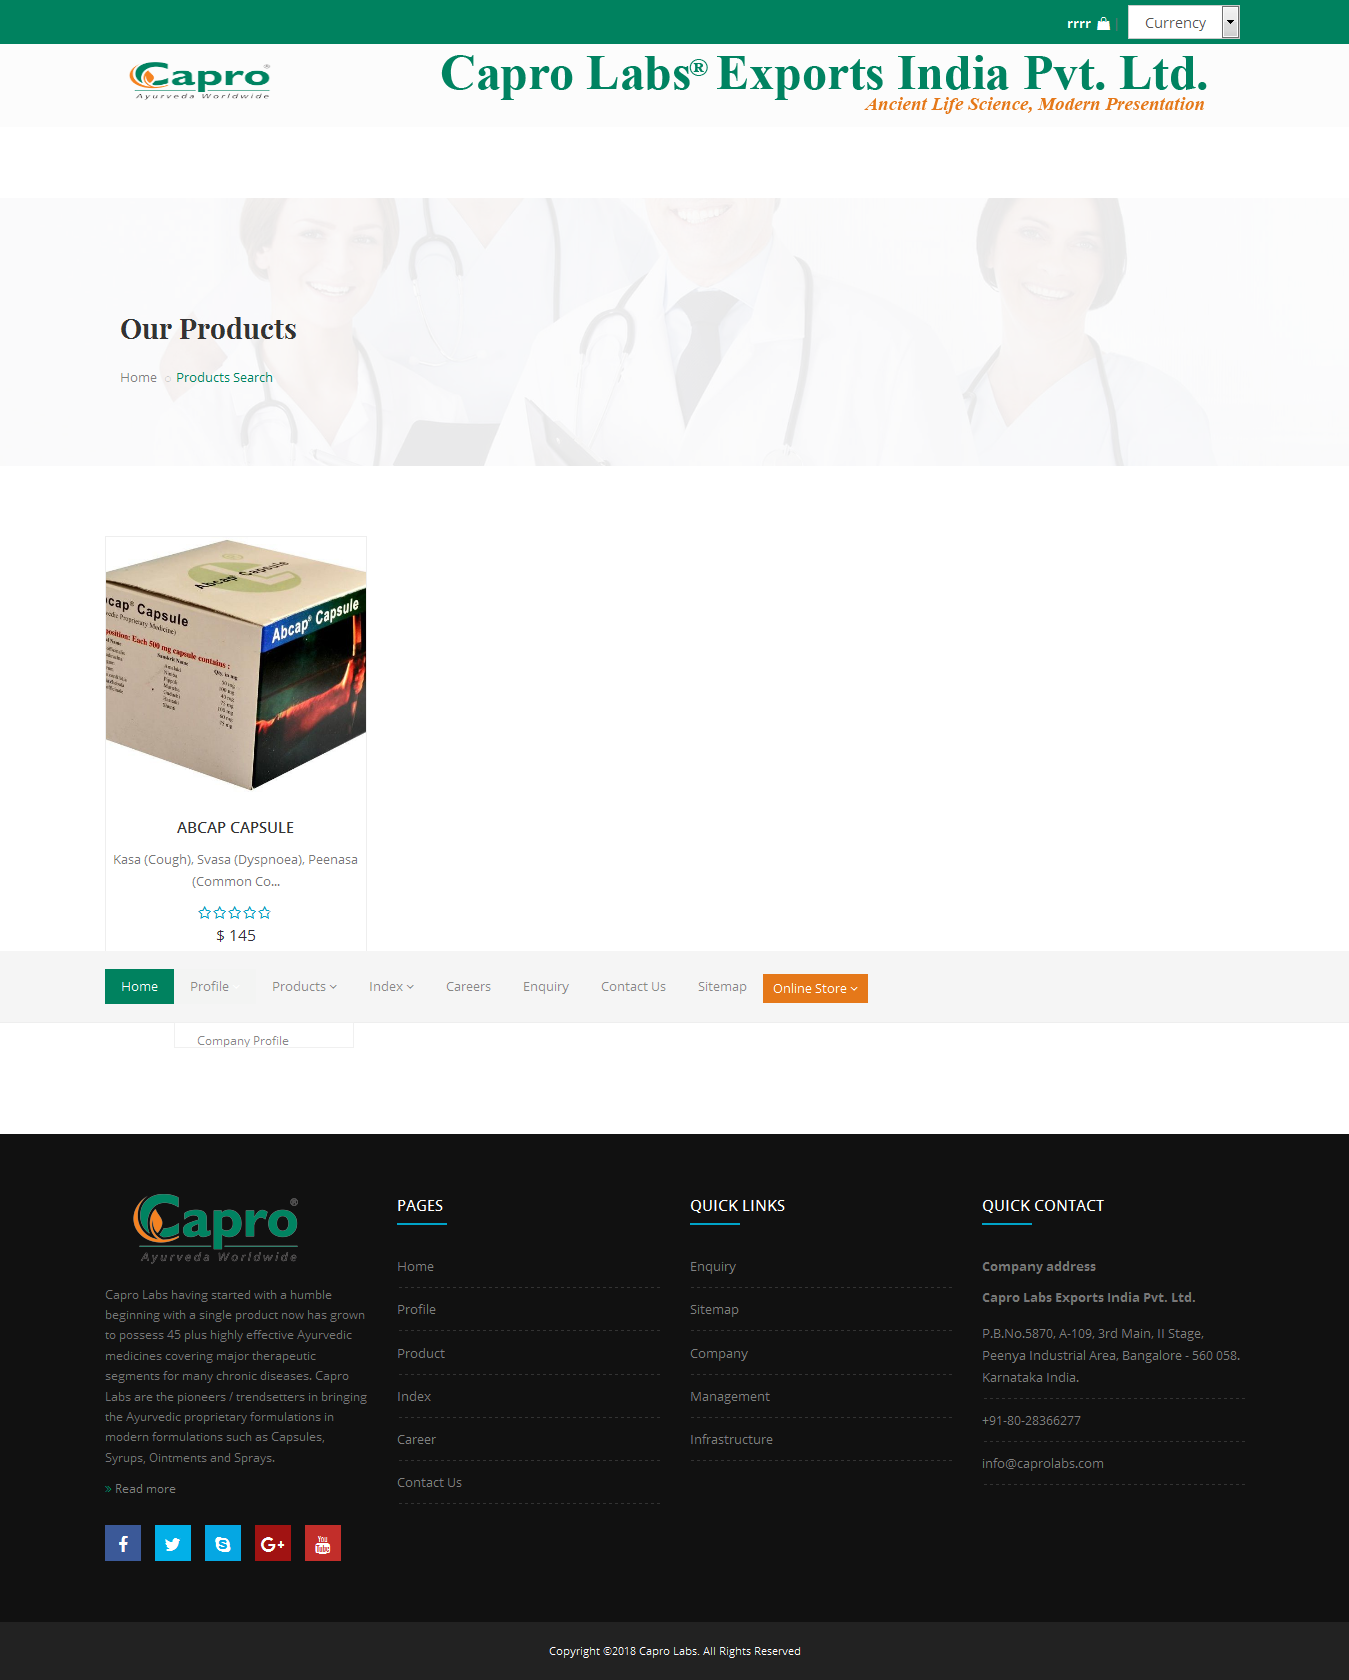 rrrr | Currency
Capro®
Ayurveda Worldwide
Capro Labs® Exports India Pvt. Ltd.
Ancient Life Science, Modern Presentation
Our Products
Home Products Search
Abcap® Capsule
position: Each 500 mg capsule contains :
ABCAP CAPSULE
Kasa (Cough), Svasa (Dyspnoea), Peenasa
(Common Co...
$ 145
Home Profile Products Index Careers Enquiry Contact Us Sitemap Online Store
Company Profile
Capro®
Ayurveda Worldwide
Capro Labs having started with a humble
beginning with a single product now has grown
to possess 45 plus highly effective Ayurvedic
medicines covering major therapeutic
segments for many chronic diseases. Capro
Labs are the pioneers / trendsetters in bringing
the Ayurvedic proprietary formulations in
modern formulations such as Capsules,
Syrups, Ointments and Sprays.
Read more
PAGES
Home
Profile
Product
Index
Career
Contact Us
QUICK LINKS
Enquiry
Sitemap
Company
Management
Infrastructure
QUICK CONTACT
Company address
Capro Labs Exports India Pvt. Ltd.
P.B.No.5870, A-109, 3rd Main, II Stage,
Peenya Industrial Area, Bangalore - 560 058.
Karnataka India.
+91-80-28366277
info@caprolabs.com
Copyright ©2018 Capro Labs. All Rights Reserved